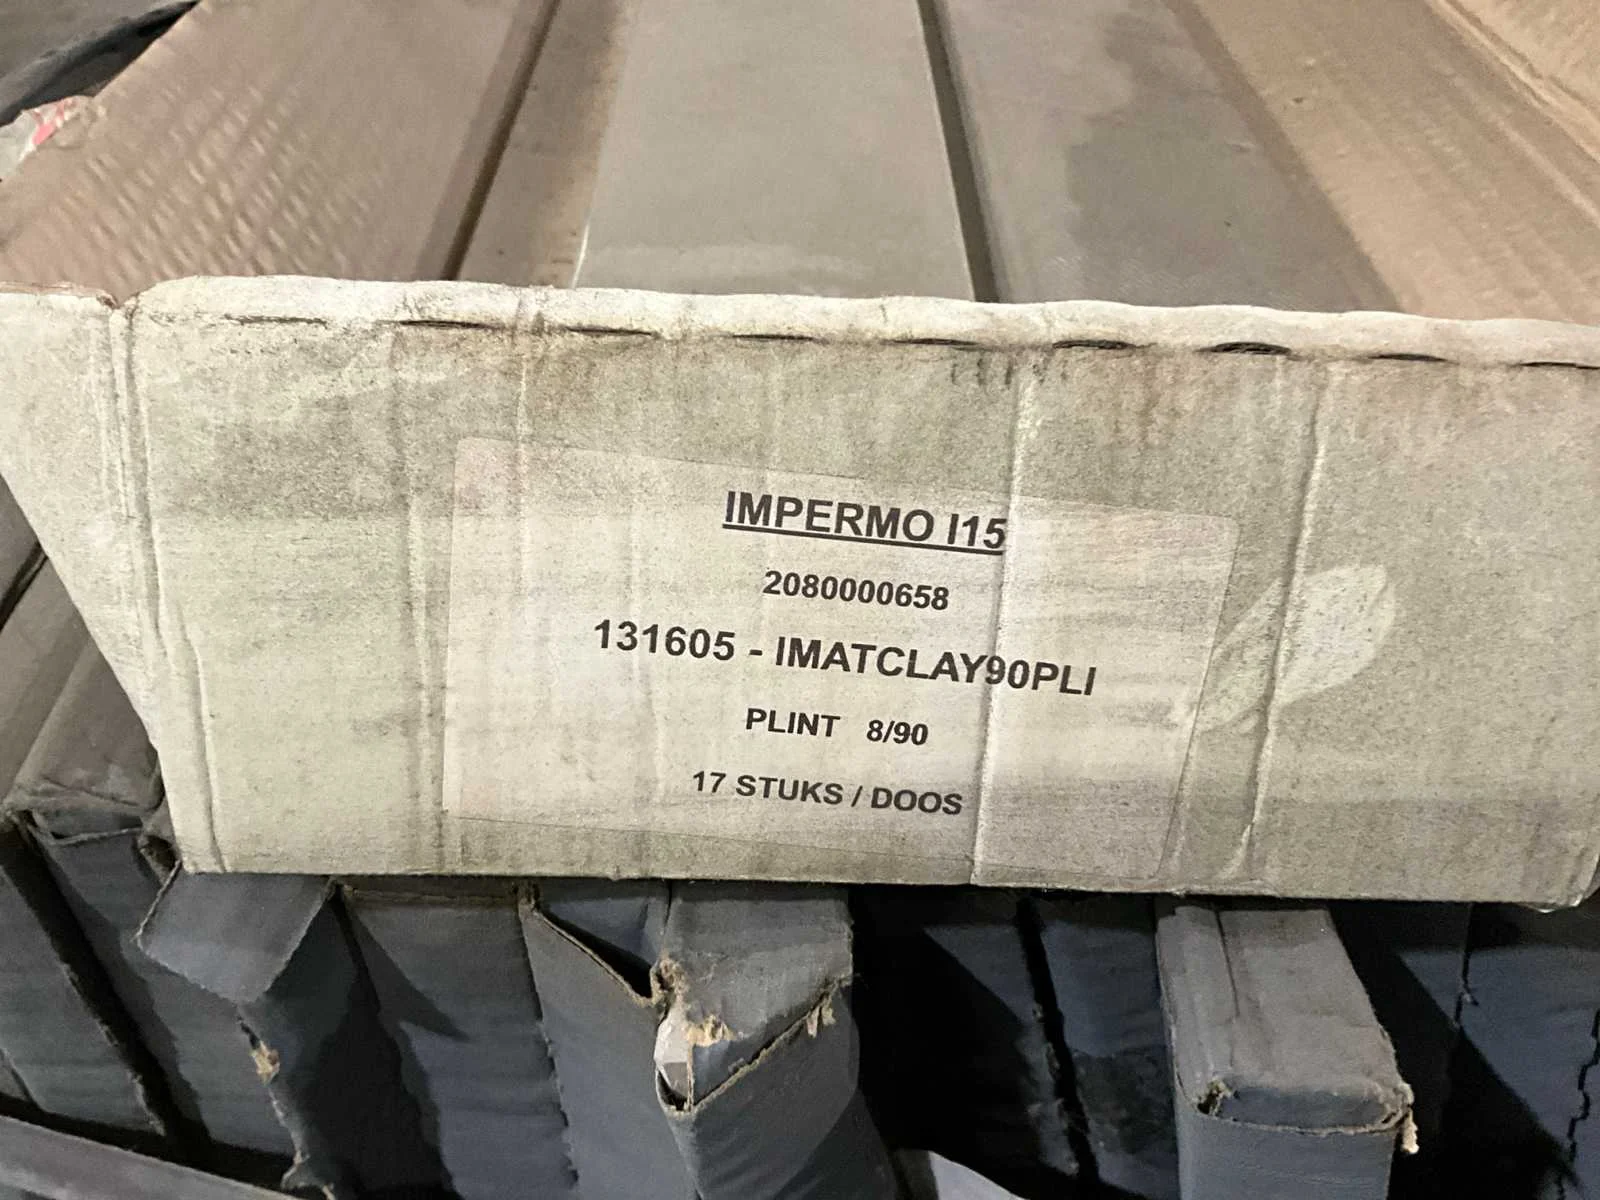 IMPERMO I15
2080000658
131605 - IMATCLAY90PLI
PLINT 8/90
17 STUKS / DOOS